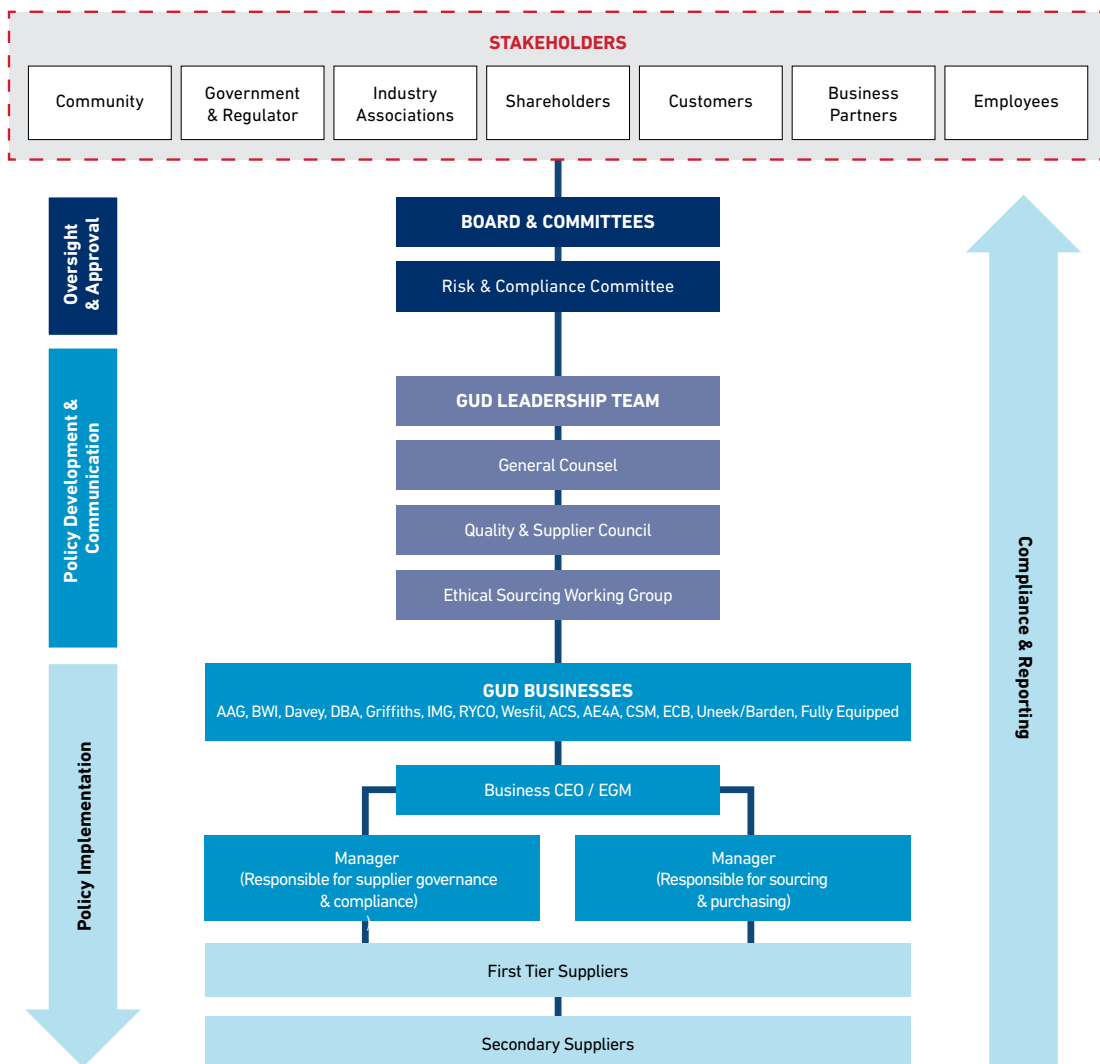 STAKEHOLDERS
Community
Government
& Regulator
Industry
Associations
Shareholders
Customers
Business
Partners
Employees
Oversight
& Approval
BOARD & COMMITTEES
Risk & Compliance Committee
Policy Development &
Communication
GUD LEADERSHIP TEAM
General Counsel
Quality & Supplier Council
Ethical Sourcing Working Group
Compliance & Reporting
Policy Implementation
GUD BUSINESSES
AAG, BWI, Davey, DBA, Griffiths, IMG, RYCO, Wesfil, ACS, AE4A, CSM, ECB, Uneek/Barden, Fully Equipped
Business CEO / EGM
Manager
(Responsible for supplier governance
& compliance)
)
Manager
(Responsible for sourcing
& purchasing)
First Tier Suppliers
Secondary Suppliers